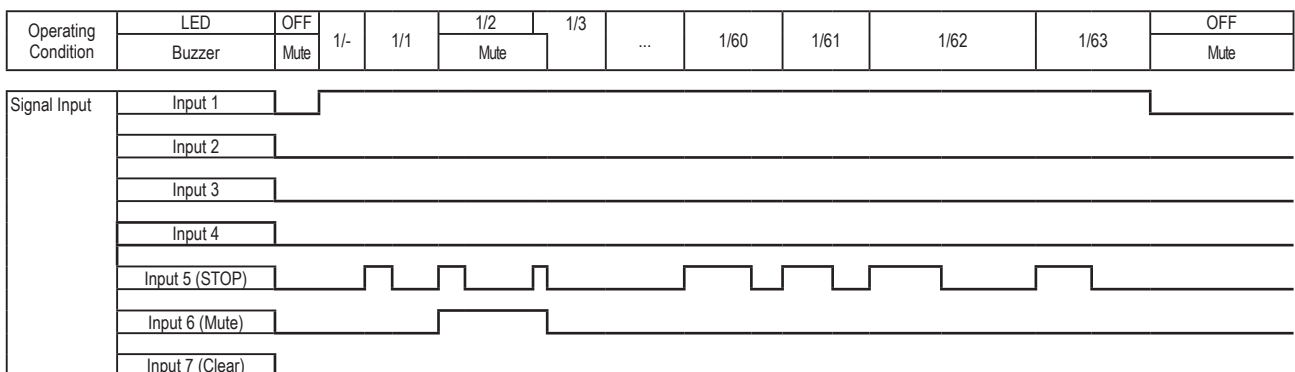 Operating Condition
LED
OFF
1/-
1/1
1/2
1/3
...
1/60
1/61
1/62
1/63
OFF
Buzzer
Mute
Mute
Mute
Signal Input
Input 1
Input 2
Input 3
Input 4
Input 5 (STOP)
Input 6 (Mute)
Input 7 (Clear)